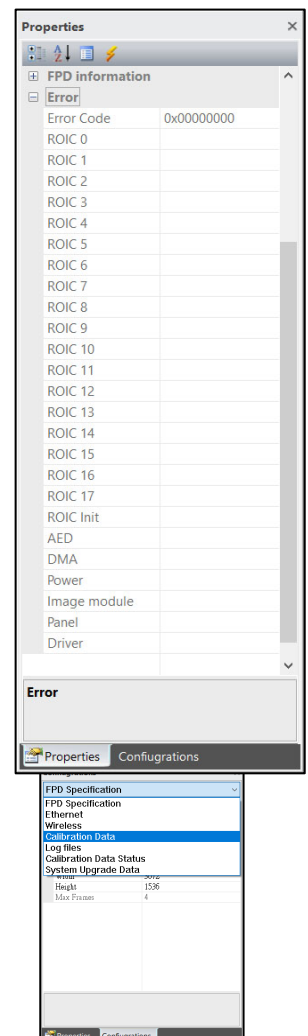 Properties
FPD information
Error
Error Code 0x00000000
ROIC 0
ROIC 1
ROIC 2
ROIC 3
ROIC 4
ROIC 5
ROIC 6
ROIC 7
ROIC 8
ROIC 9
ROIC 10
ROIC 11
ROIC 12
ROIC 13
ROIC 14
ROIC 15
ROIC 16
ROIC 17
ROIC Init
AED
DMA
Power
Image module
Panel
Driver
Error
Properties Confiugrations
FPD Specification
FPD Specification
Ethernet
Wireless
Calibration Data
Log files
Calibration Data Status
System Upgrade Data
Width 3072
Height 1536
Max Frames 4
Properties